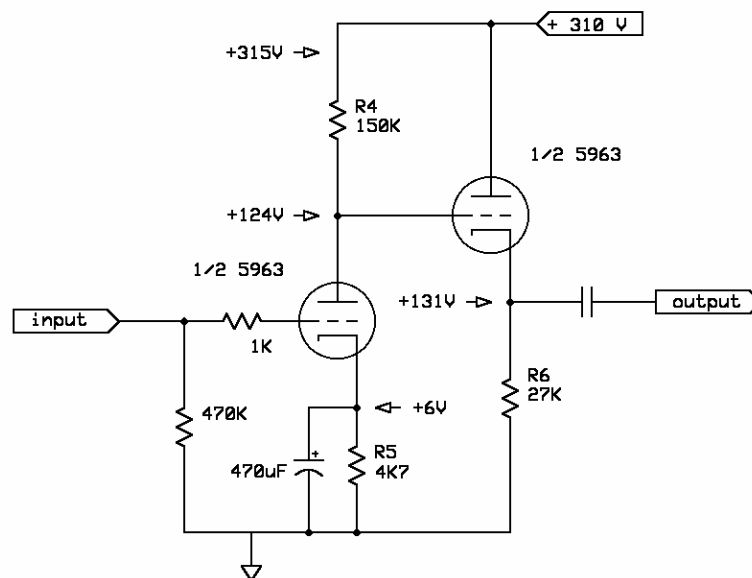 + 310 V
+315V
R4
150K
1/2 5963
+124V
1/2 5963
+131V
output
input
1K
R6
27K
+6V
470K
R5
4K7
+
470uF